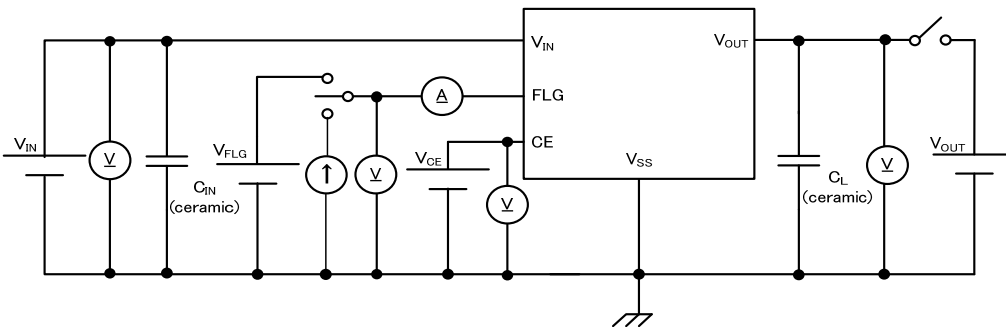 VIN
V
CIN
(ceramic)
VFLG
↑
V
A
VCE
V
VIN
FLG
CE
VSS
VOUT
CL
(ceramic)
V
VOUT